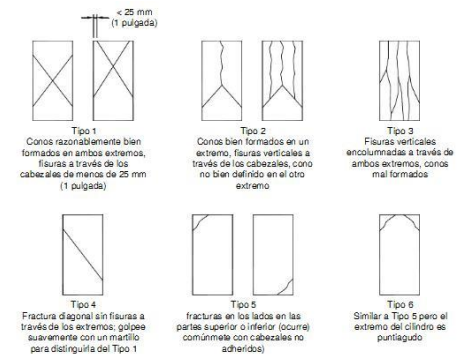 < 25 mm
(1 pulgada)
Tipo 1
Conos razonablemente bien
formados en ambos extremos,
fisuras a través de los
cabezales de menos de 25 mm
(1 pulgada)
Tipo 2
Conos bien formados en un
extremo, fisuras verticales a
través de los cabezales, cono
no bien definido en el otro
extremo
Tipo 3
Fisuras verticales
encolumnadas a través de
ambos extremos, conos
mal formados
Tipo 4
Fractura diagonal sin fisuras a
través de los extremos; golpee
suavemente con un martillo
para distinguirla del Tipo 1
Tipo 5
fracturas en los lados en las
partes superior o inferior (ocurre)
comúnmete con cabezales no
adheridos)
Tipo 6
Similar a Tipo 5 pero el
extremo del cilindro es
puntiagudo